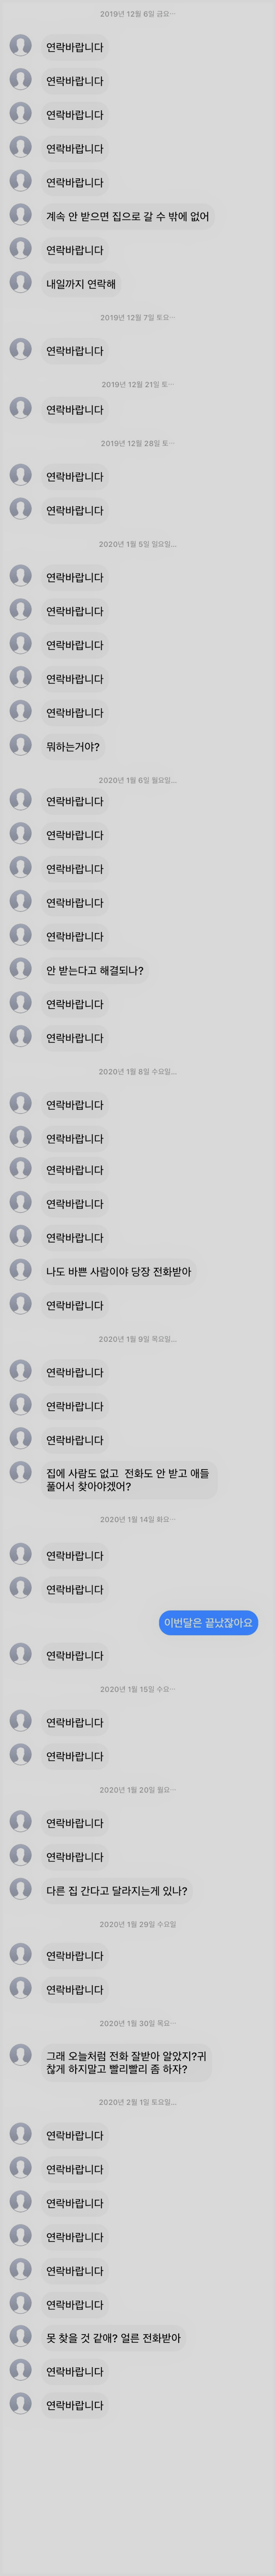 2019년 12월 6일 금요…
연락바랍니다
연락바랍니다
연락바랍니다
연락바랍니다
연락바랍니다
계속 안 받으면 집으로 갈 수 밖에 없어
연락바랍니다
내일까지 연락해
2019년 12월 7일 토요…
연락바랍니다
2019년 12월 21일 토…
연락바랍니다
2019년 12월 28일 토…
연락바랍니다
연락바랍니다
2020년 1월 5일 일요일…
연락바랍니다
연락바랍니다
연락바랍니다
연락바랍니다
연락바랍니다
뭐하는거야?
2020년 1월 6일 월요일…
연락바랍니다
연락바랍니다
연락바랍니다
연락바랍니다
연락바랍니다
안 받는다고 해결되나?
연락바랍니다
연락바랍니다
2020년 1월 8일 수요일…
연락바랍니다
연락바랍니다
연락바랍니다
연락바랍니다
연락바랍니다
나도 바쁜 사람이야 당장 전화받아
연락바랍니다
2020년 1월 9일 목요일…
연락바랍니다
연락바랍니다
연락바랍니다
집에 사람도 없고 전화도 안 받고 애들
풀어서 찾아야겠어?
2020년 1월 14일 화요…
연락바랍니다
연락바랍니다
이번달은 끝났잖아요
연락바랍니다
2020년 1월 15일 수요…
연락바랍니다
연락바랍니다
2020년 1월 20일 월요…
연락바랍니다
연락바랍니다
다른 집 간다고 달라지는게 있나?
2020년 1월 29일 수요일
연락바랍니다
연락바랍니다
2020년 1월 30일 목요…
그래 오늘처럼 전화 잘받아 알았지?귀
찮게 하지말고 빨리빨리 좀 하자?
2020년 2월 1일 토요일…
연락바랍니다
연락바랍니다
연락바랍니다
연락바랍니다
연락바랍니다
연락바랍니다
못 찾을 것 같애? 얼른 전화받아
연락바랍니다
연락바랍니다